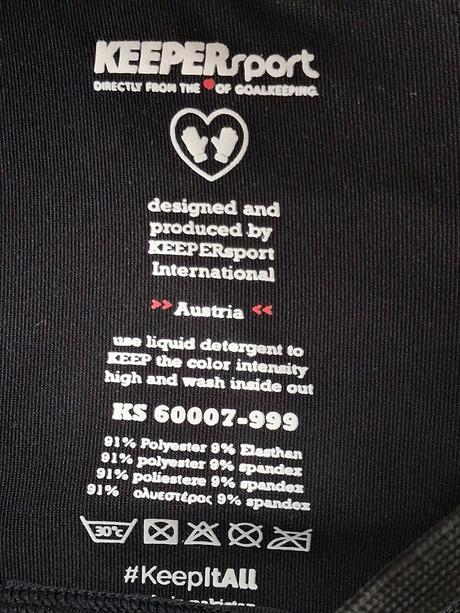 KEEPERsport
DIRECTLY FROM THE OF GOALKEEPING
designed and
produced by
KEEPERsport
International
>> Austria <<
use liquid detergent to
KEEP the color intensity
high and wash inside out
KS 60007-999
91% Polyester 9% Elasthan
91% polyester 9% spandex
91% poliestere 9% spandex
91% ολυεστέρας 9% spandex
30°c
#KeepItAll